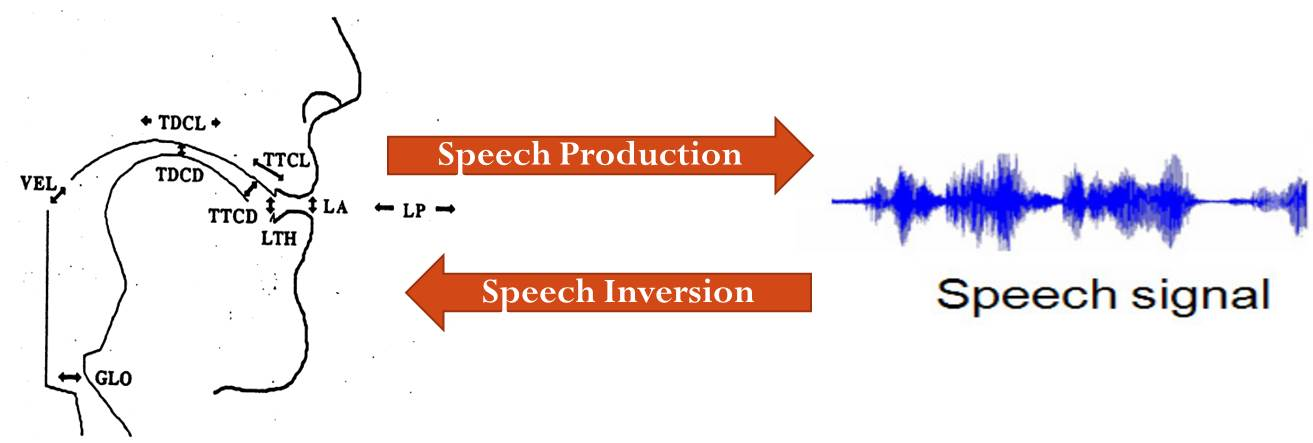 TDCL
TTCL
VEL
TDCD
TTCD
LA
LP
LTH
GLO
Speech Production
Speech Inversion
Speech signal